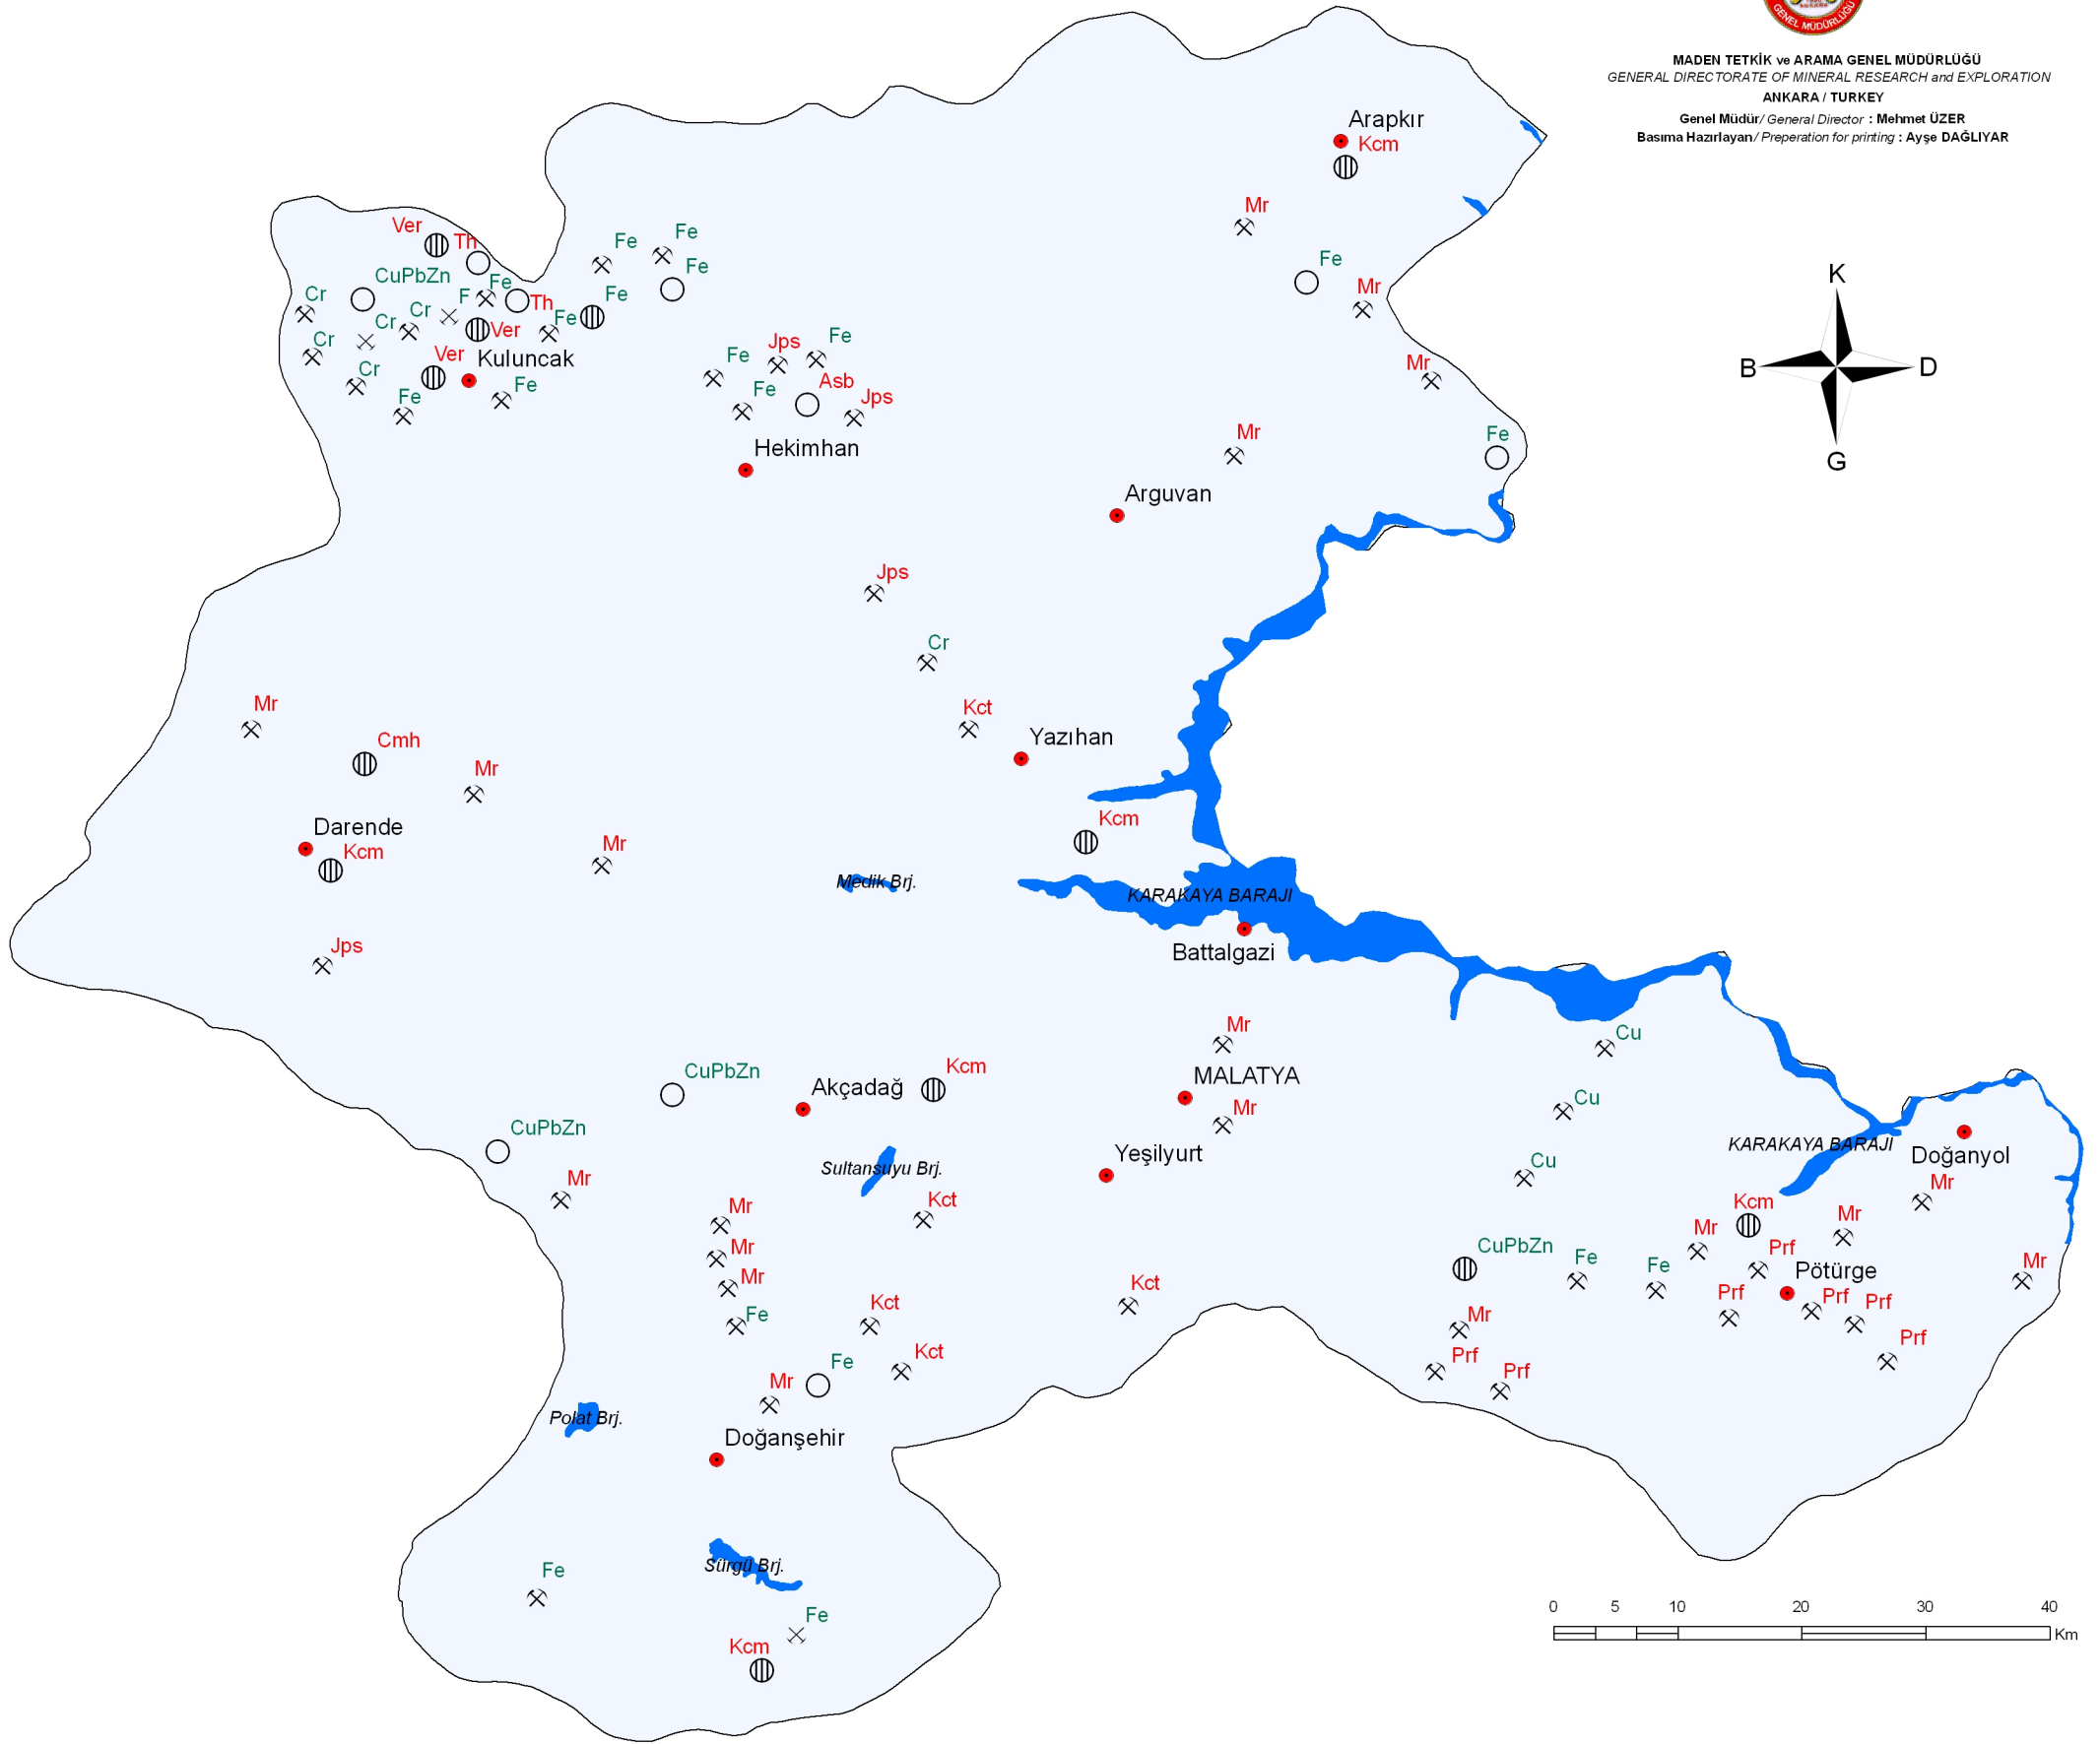 GENEL MÜDÜRLÜĞÜ
MADEN TETKİK ve ARAMA GENEL MÜDÜRLÜĞÜ
GENERAL DIRECTORATE OF MINERAL RESEARCH and EXPLORATION
ANKARA / TURKEY
Genel Müdür/ General Director : Mehmet ÜZER
Basıma Hazırlayan/ Preperation for printing : Ayşe DAĞLIYAR
Arapkır
Kcm
Mr
Ver
Th
Fe
Fe
Fe
Fe
CuPbZn
Fe
Mr
Cr
F
Th
Fe
Cr
Cr
Fe
Ver
Cr
Jps
Fe
Ver
Kuluncak
Fe
Mr
Cr
Asb
Fe
Fe
Fe
Jps
Mr
Fe
Hekimhan
Arguvan
K
B
D
G
Jps
Cr
Mr
Kct
Yazıhan
Cmh
Mr
Kcm
Darende
Kcm
Mr
Medik Brj.
KARAKAYA BARAJI
Jps
Battalgazi
Mr
Cu
CuPbZn
Akçadağ
Kcm
MALATYA
Cu
Mr
CuPbZn
KARAKAYA BARAJI
Doğanyol
Yeşilyurt
Sultansuyu Brj.
Cu
Mr
Mr
Mr
Kct
Kcm
Mr
Mr
Mr
CuPbZn
Prf
Fe
Fe
Mr
Pötürge
Mr
Kct
Prf
Prf
Prf
Fe
Kct
Mr
Prf
Fe
Kct
Prf
Prf
Mr
Polat Brj.
Doğanşehir
Sürgü Brj.
Fe
Fe
Kcm
0 5 10 20 30 40
Km